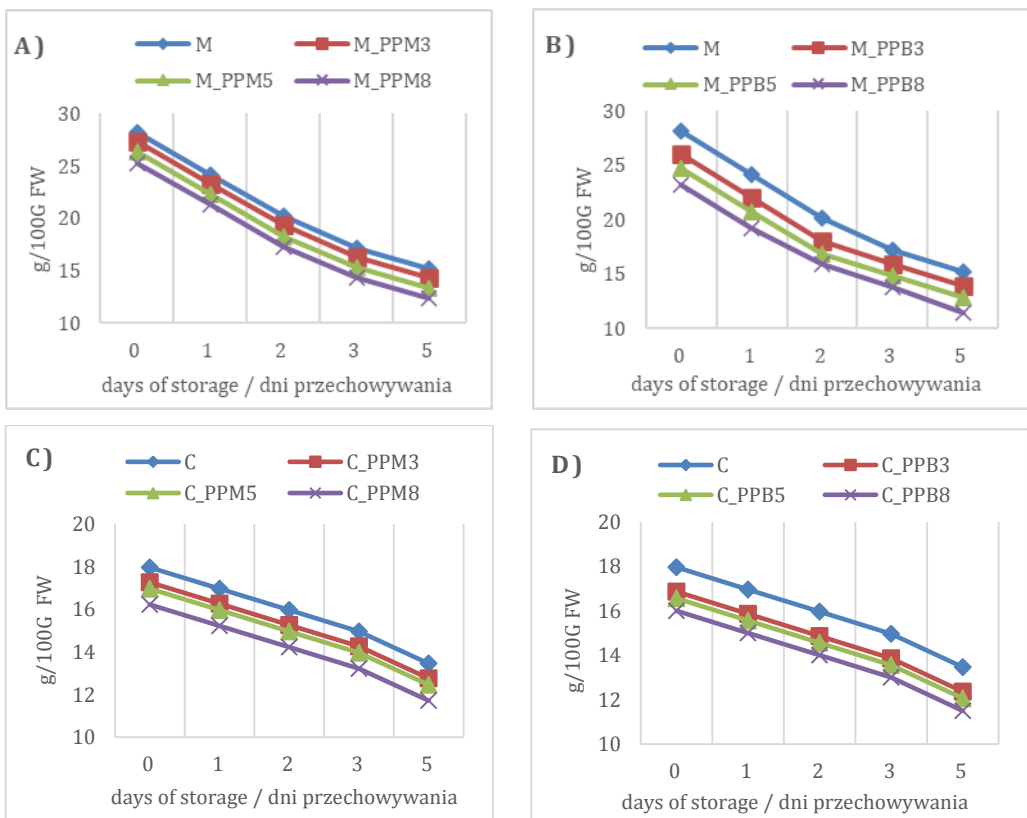 A)
M M_PPM3
M_PPM5 M_PPM8
30
25
20
15
10
g/100G FW
0 1 2 3 5
days of storage / dni przechowywania
B)
M M_PPB3
M_PPB5 M_PPB8
30
25
20
15
10
g/100G FW
0 1 2 3 5
days of storage / dni przechowywania
C)
C C_PPM3
C_PPM5 C_PPM8
20
18
16
14
12
10
g/100G FW
0 1 2 3 5
days of storage / dni przechowywania
D)
C C_PPB3
C_PPB5 C_PPB8
20
18
16
14
12
10
g/100G FW
0 1 2 3 5
days of storage / dni przechowywania